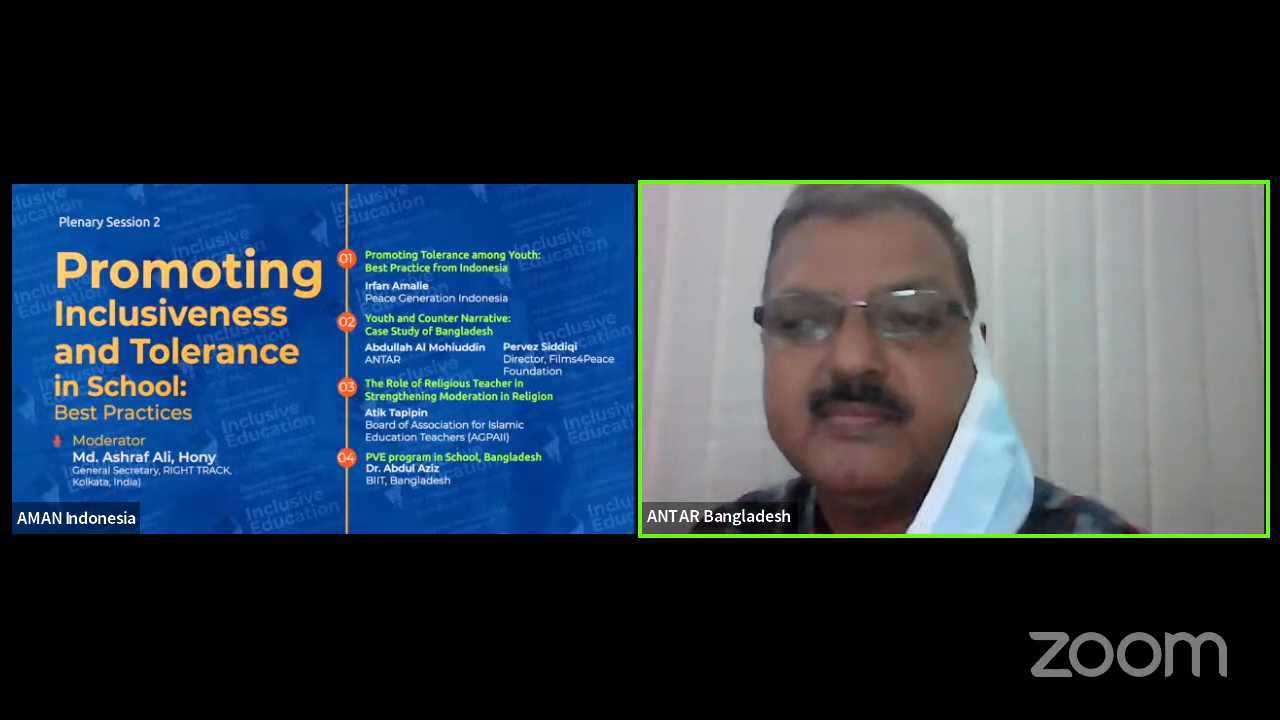 Plenary Session 2
Promoting
Inclusiveness
and Tolerance
in School:
Best Practices
Moderator
Md. Ashraf Ali, Hony
General Secretary, RIGHT TRACK,
Kolkata, India)
01
Promoting Tolerance among Youth:
Best Practice from Indonesia
Irfan Amalie
Peace Generation Indonesia
02
Youth and Counter Narrative:
Case Study of Bangladesh
Abdullah Al Mohiuddin
ANTAR
Pervez Siddiqi
Director, Films4Peace
Foundation
03
The Role of Religious Teacher in
Strengthening Moderation in Religion
Atik Tapipin
Board of Association for Islamic
Education Teachers (AGPAII)
04
PVE program in School, Bangladesh
Dr. Abdul Aziz
BIIT, Bangladesh
Inclusive
Education
AMAN Indonesia
ANTAR Bangladesh
zoom